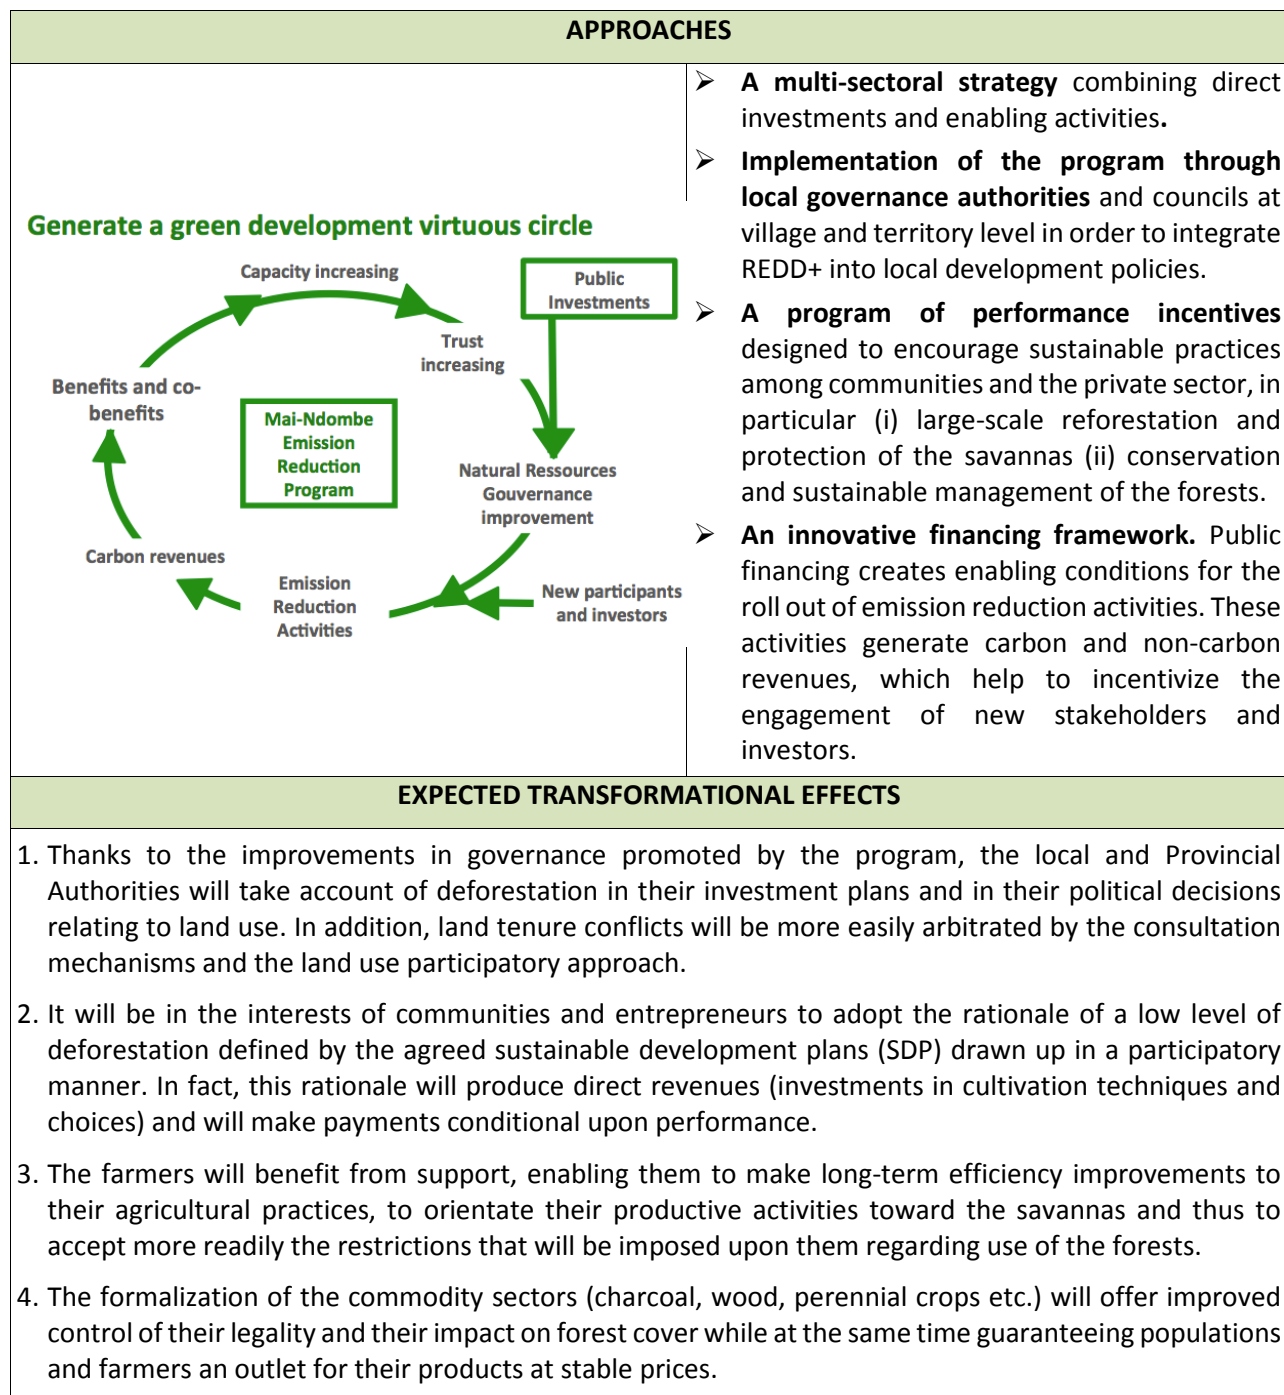 APPROACHES
Generate a green development virtuous circle
Capacity increasing
Public
Investments
Trust
increasing
Benefits and co-
benefits
Mai-Ndombe
Emission
Reduction
Program
Natural Ressources
Gouvernance
improvement
Carbon revenues
Emission
Reduction
Activities
New participants
and investors
➢ A multi-sectoral strategy combining direct
investments and enabling activities.
➢ Implementation of the program through
local governance authorities and councils at
village and territory level in order to integrate
REDD+ into local development policies.
➢ A program of performance incentives
designed to encourage sustainable practices
among communities and the private sector, in
particular (i) large-scale reforestation and
protection of the savannas (ii) conservation
and sustainable management of the forests.
➢ An innovative financing framework. Public
financing creates enabling conditions for the
roll out of emission reduction activities. These
activities generate carbon and non-carbon
revenues, which help to incentivize the
engagement of new stakeholders and
investors.
EXPECTED TRANSFORMATIONAL EFFECTS
1. Thanks to the improvements in governance promoted by the program, the local and Provincial
Authorities will take account of deforestation in their investment plans and in their political decisions
relating to land use. In addition, land tenure conflicts will be more easily arbitrated by the consultation
mechanisms and the land use participatory approach.
2. It will be in the interests of communities and entrepreneurs to adopt the rationale of a low level of
deforestation defined by the agreed sustainable development plans (SDP) drawn up in a participatory
manner. In fact, this rationale will produce direct revenues (investments in cultivation techniques and
choices) and will make payments conditional upon performance.
3. The farmers will benefit from support, enabling them to make long-term efficiency improvements to
their agricultural practices, to orientate their productive activities toward the savannas and thus to
accept more readily the restrictions that will be imposed upon them regarding use of the forests.
4. The formalization of the commodity sectors (charcoal, wood, perennial crops etc.) will offer improved
control of their legality and their impact on forest cover while at the same time guaranteeing populations
and farmers an outlet for their products at stable prices.